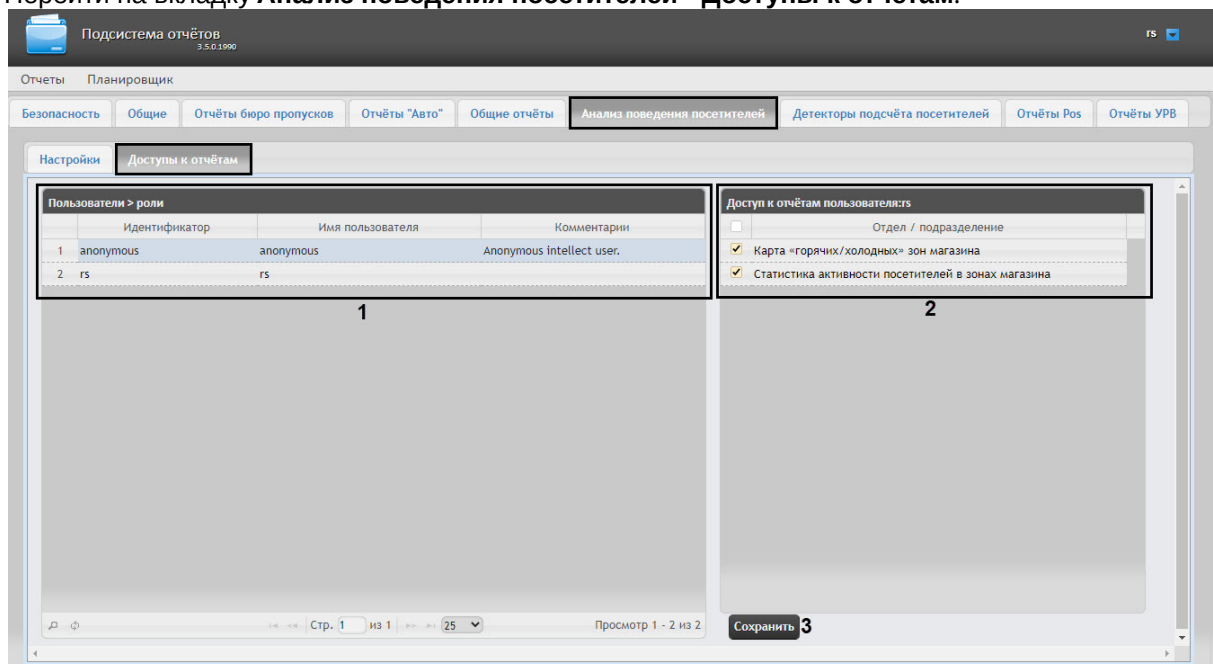 Перейти на вкладку Анализ поведения посетителей - Доступы к отчётам.
Подсистема отчётов
3.5.0.1990
rs
Отчеты Планировщик
Безопасность Общие Отчёты бюро пропусков Отчёты "Авто" Общие отчёты Анализ поведения посетителей Детекторы подсчёта посетителей Отчёты Pos Отчёты УРВ
Настройки Доступы к отчётам
Пользователи > роли
Идентификатор Имя пользователя Комментарии
1 anonymous anonymous Anonymous intellect user.
2 rs rs
1
Доступ к отчётам пользователя:rs
Отдел / подразделение
Карта «горячих/холодных» зон магазина
Статистика активности посетителей в зонах магазина
2
Стр. 1 из 1 25 Просмотр 1 - 2 из 2
Сохранить 3